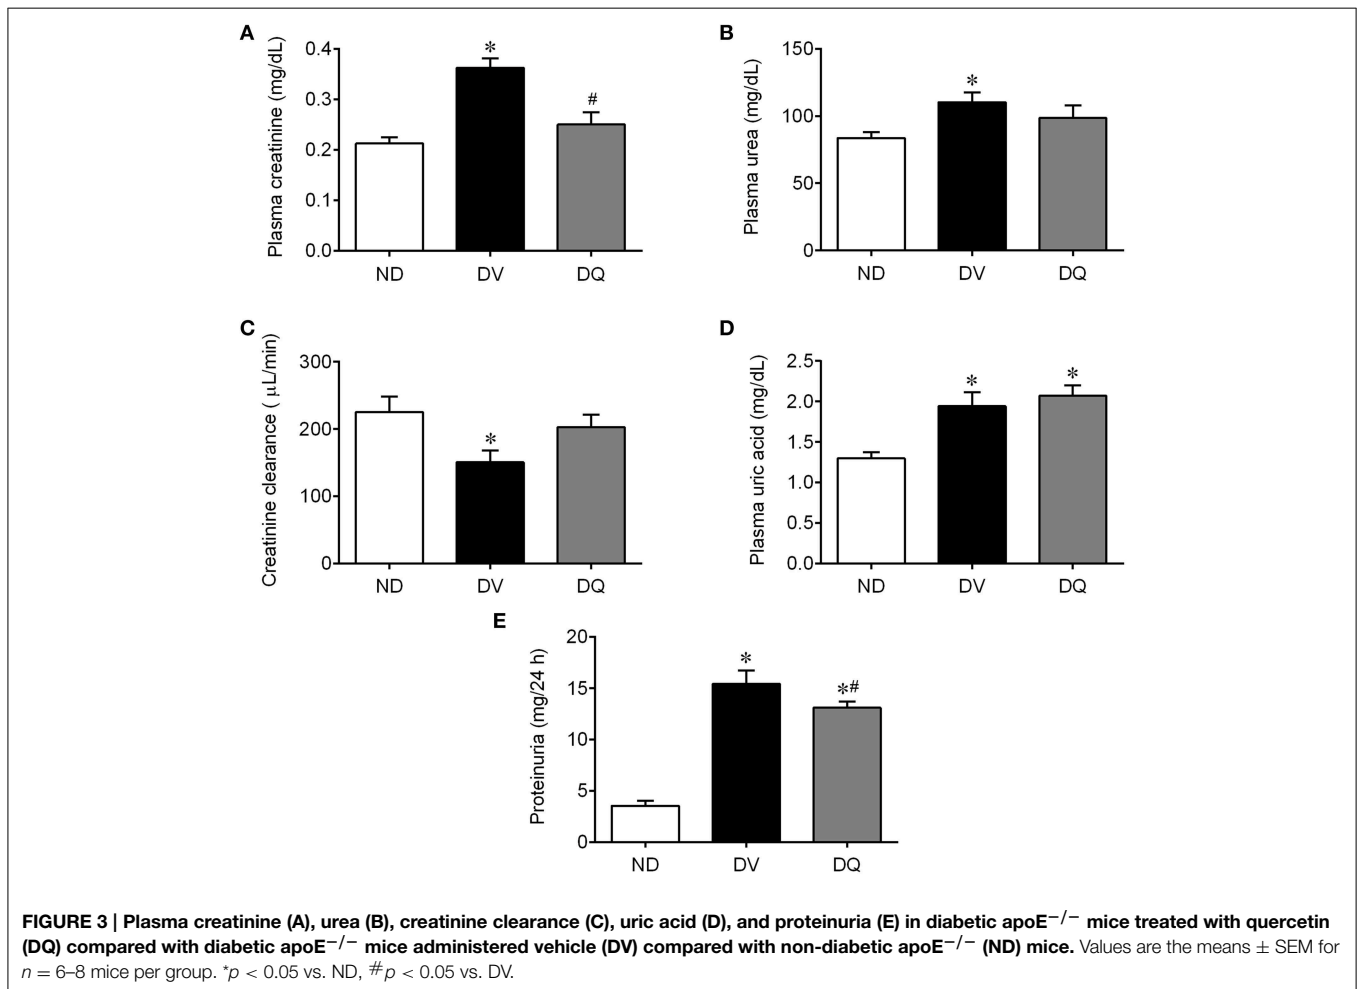 A
Plasma creatinine (mg/dL)
0.4
0.3
0.2
0.1
0.0
*
#
ND DV DQ
B
Plasma urea (mg/dL)
150
100
50
0
*
ND DV DQ
C
Creatinine clearance ( µL/min)
300
200
100
0
*
ND DV DQ
D
Plasma uric acid (mg/dL)
2.5
2.0
1.5
1.0
0.5
0.0
* *
ND DV DQ
E
Proteinuria (mg/24 h)
20
15
10
5
0
*
*#
ND DV DQ
FIGURE 3 | Plasma creatinine (A), urea (B), creatinine clearance (C), uric acid (D), and proteinuria (E) in diabetic apoE−/− mice treated with quercetin
(DQ) compared with diabetic apoE−/− mice administered vehicle (DV) compared with non-diabetic apoE−/− (ND) mice. Values are the means ± SEM for
n = 6–8 mice per group. *p < 0.05 vs. ND, #p < 0.05 vs. DV.